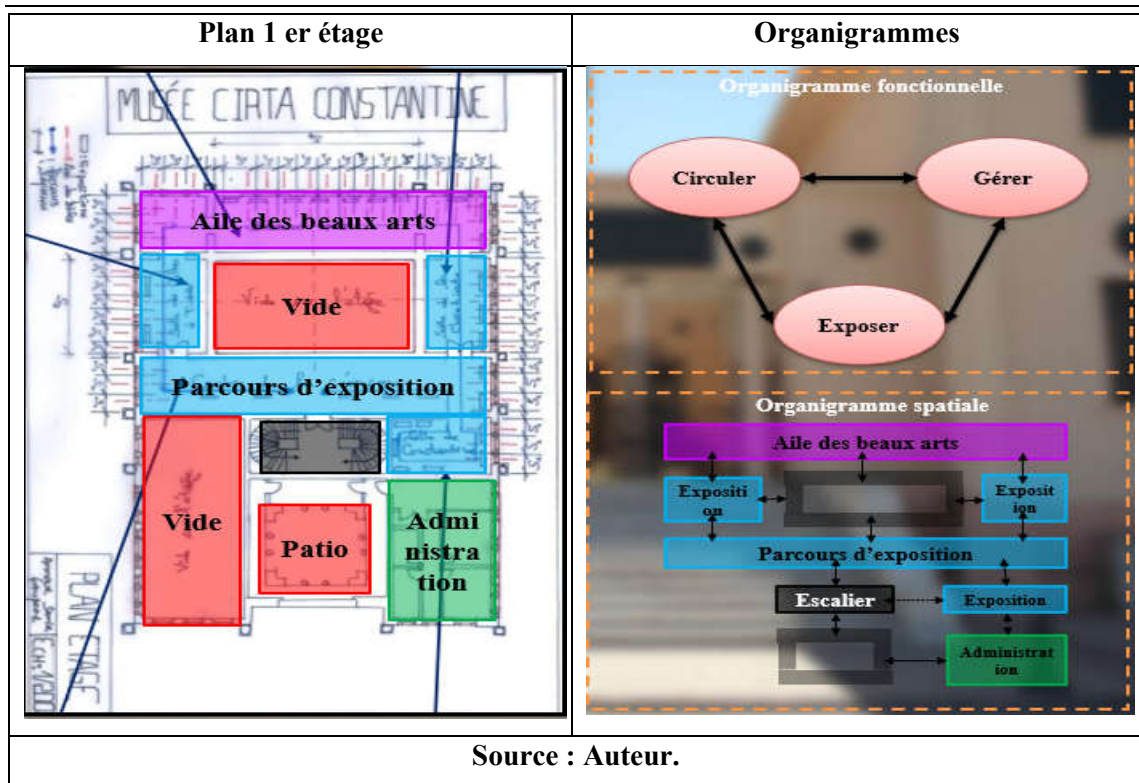 Plan 1 er étage
Organigrammes
MUSÉE CIRTA CONSTANTINE
Aile des beaux arts
Vide
Parcours d'exposition
Vide
Patio
Admi
nistra
tion
PLAN ETAGE
Organigramme fonctionnelle
Circuler
Gérer
Exposer
Organigramme spatiale
Aile des beaux arts
Expositi
on
Exposit
ion
Parcours d'exposition
Escalier
Exposition
Administrat
ion
Source : Auteur.